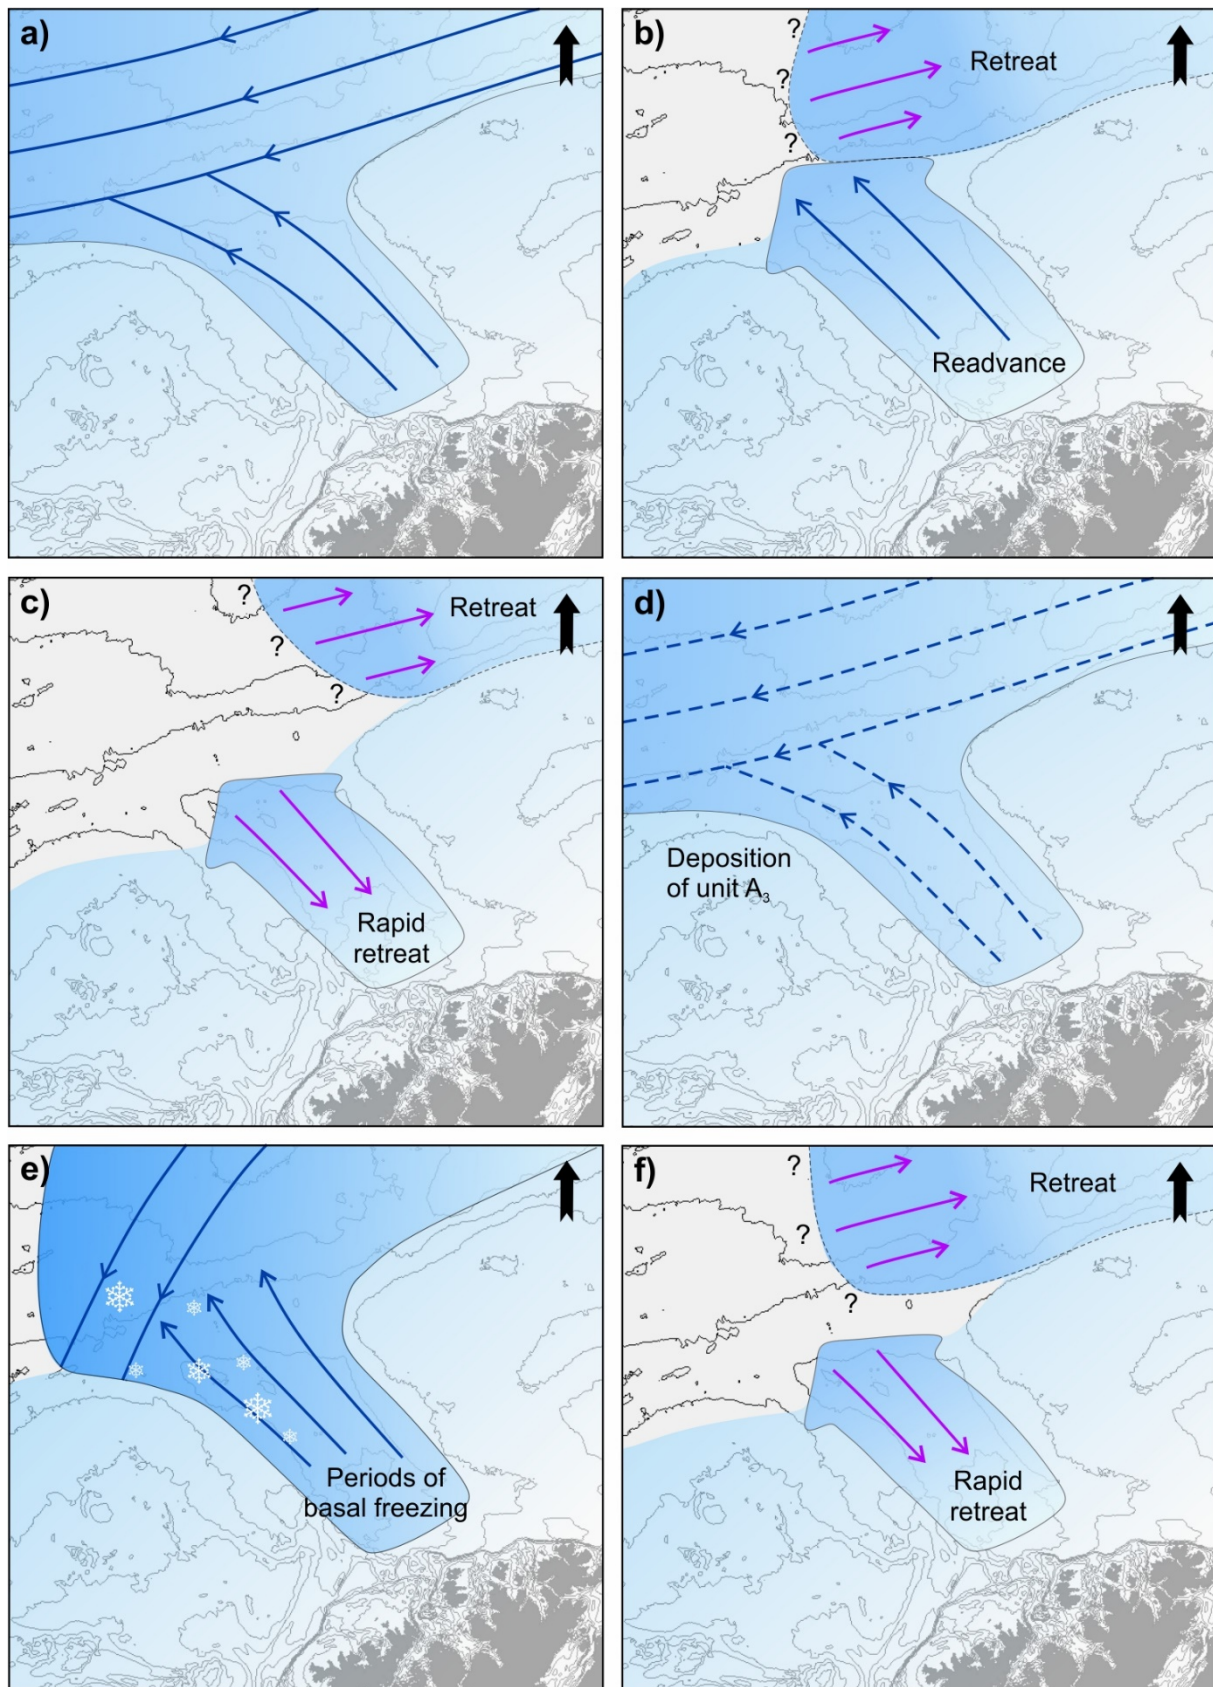 a)
b)
?
?
?
Retreat
Readvance
c)
?
?
?
Retreat
Rapid
retreat
d)
Deposition
of unit A₃
e)
Periods of
basal freezing
f)
?
?
?
Retreat
Rapid
retreat